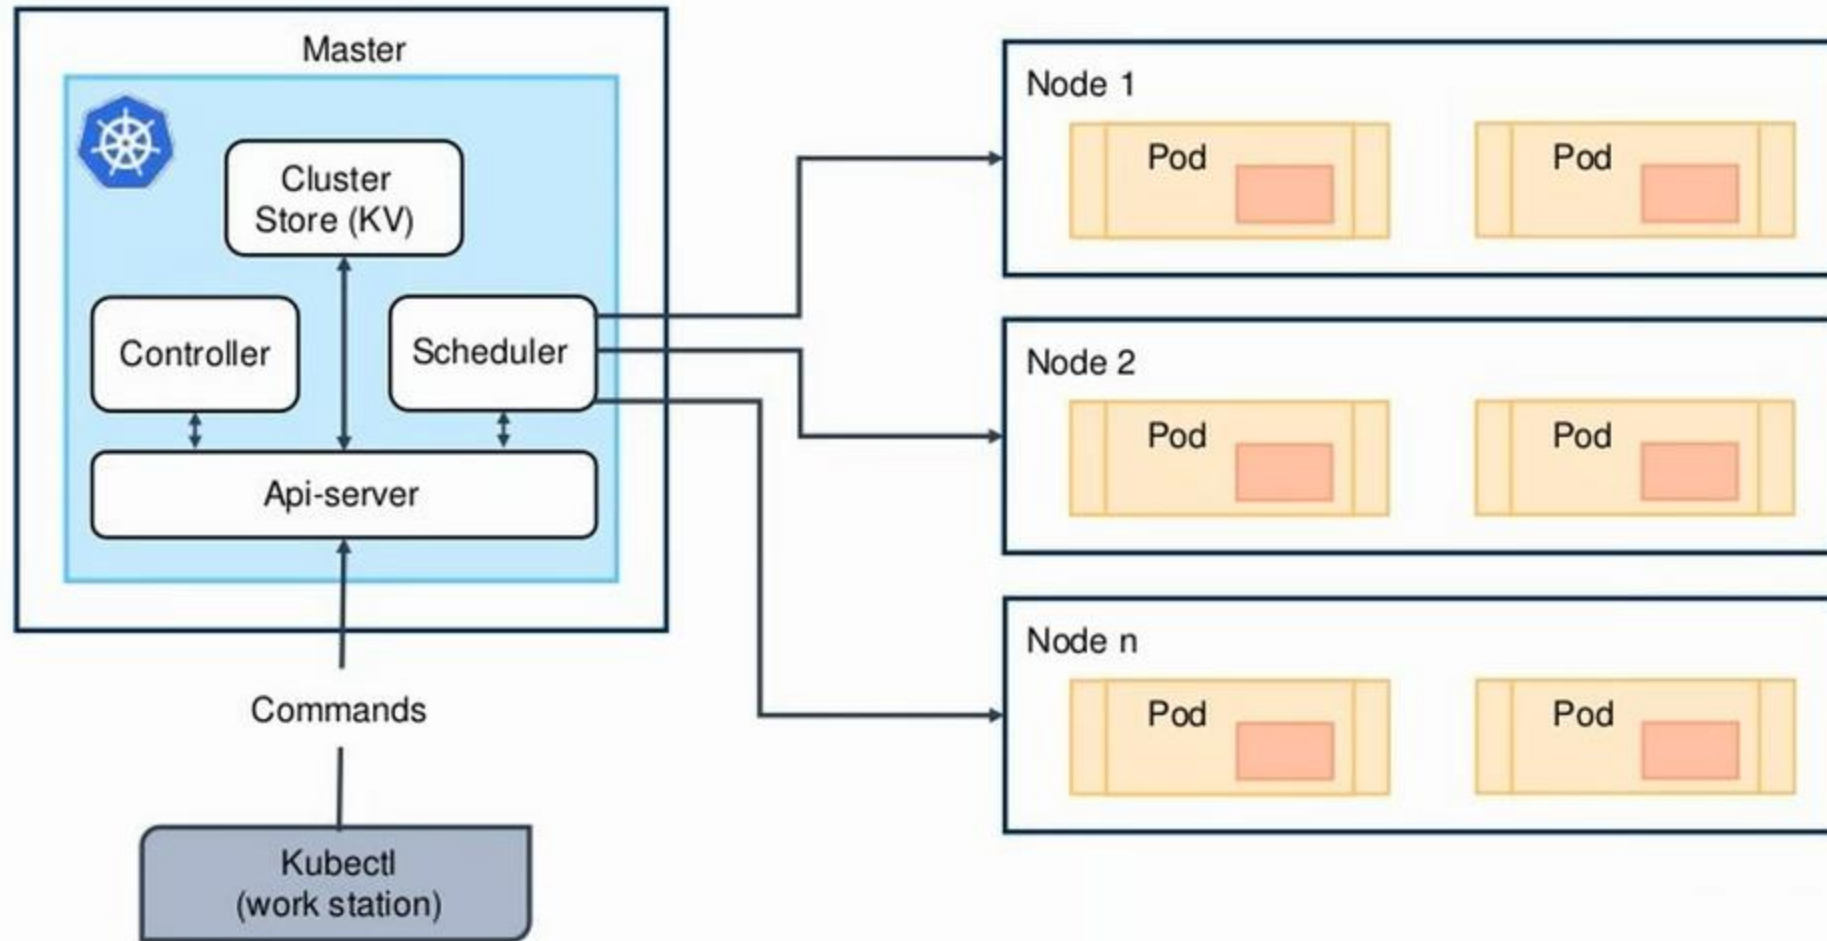 Master
Cluster
Store (KV)
Controller
Scheduler
Api-server
Commands
Kubectl
(work station)
Node 1
Pod
Pod
Node 2
Pod
Pod
Node n
Pod
Pod